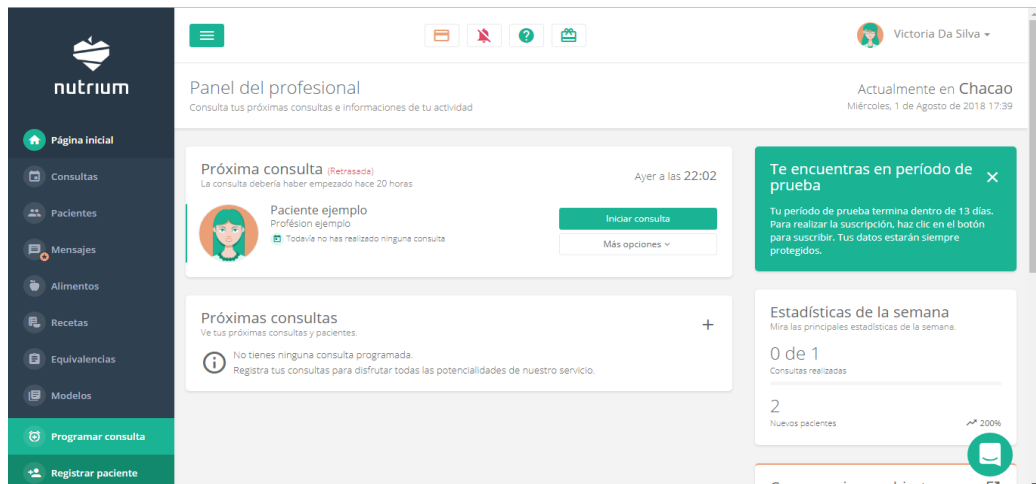 nutrium
Página inicial
Consultas
Pacientes
Mensajes
Alimentos
Recetas
Equivalencias
Modelos
Programar consulta
Registrar paciente
Victoria Da Silva
Panel del profesional
Consulta tus próximas consultas e informaciones de tu actividad
Actualmente en Chacao
Miércoles, 1 de Agosto de 2018 17:39
Próxima consulta (Retrasada)
La consulta debería haber empezado hace 20 horas
Ayer a las 22:02
Paciente ejemplo
Profésion ejemplo
Todavía no has realizado ninguna consulta
Iniciar consulta
Más opciones
Próximas consultas
Ve tus próximas consultas y pacientes.
No tienes ninguna consulta programada.
Registra tus consultas para disfrutar todas las potencialidades de nuestro servicio.
Te encuentras en período de
prueba
Tu período de prueba termina dentro de 13 días.
Para realizar la suscripción, haz clic en el botón
para suscribir. Tus datos estarán siempre
protegidos.
Estadísticas de la semana
Mira las principales estadísticas de la semana.
0 de 1
Consultas realizadas
2
Nuevos pacientes
200%